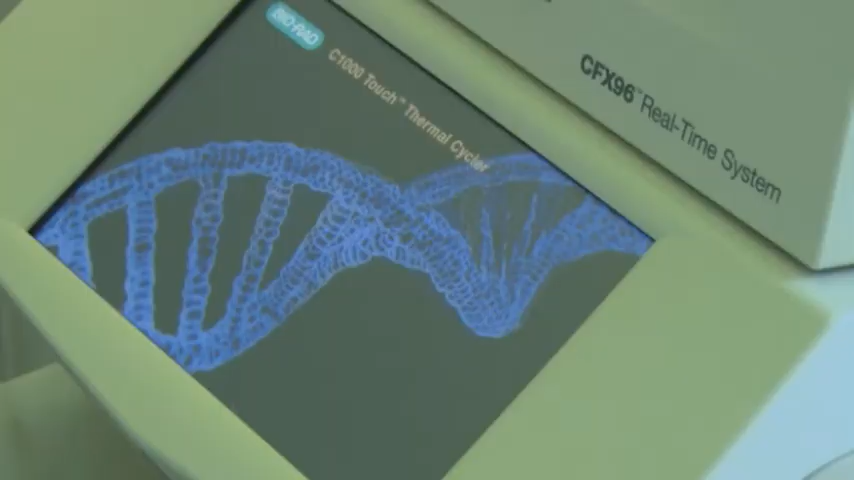 BIO-RAD
C1000 Touch™ Thermal Cycler
CFX96™ Real-Time System